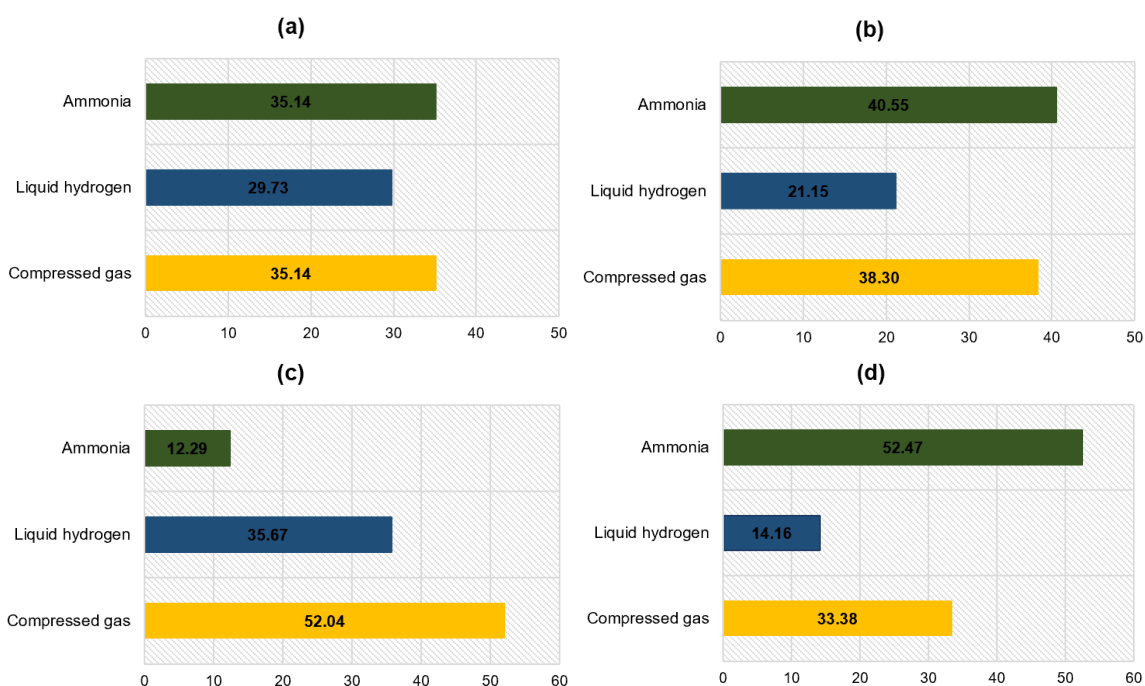 (a)
Ammonia
35.14
Liquid hydrogen
29.73
Compressed gas
35.14
0 10 20 30 40 50
(b)
Ammonia
40.55
Liquid hydrogen
21.15
Compressed gas
38.30
0 10 20 30 40 50
(c)
Ammonia
12.29
Liquid hydrogen
35.67
Compressed gas
52.04
0 10 20 30 40 50 60
(d)
Ammonia
52.47
Liquid hydrogen
14.16
Compressed gas
33.38
0 10 20 30 40 50 60